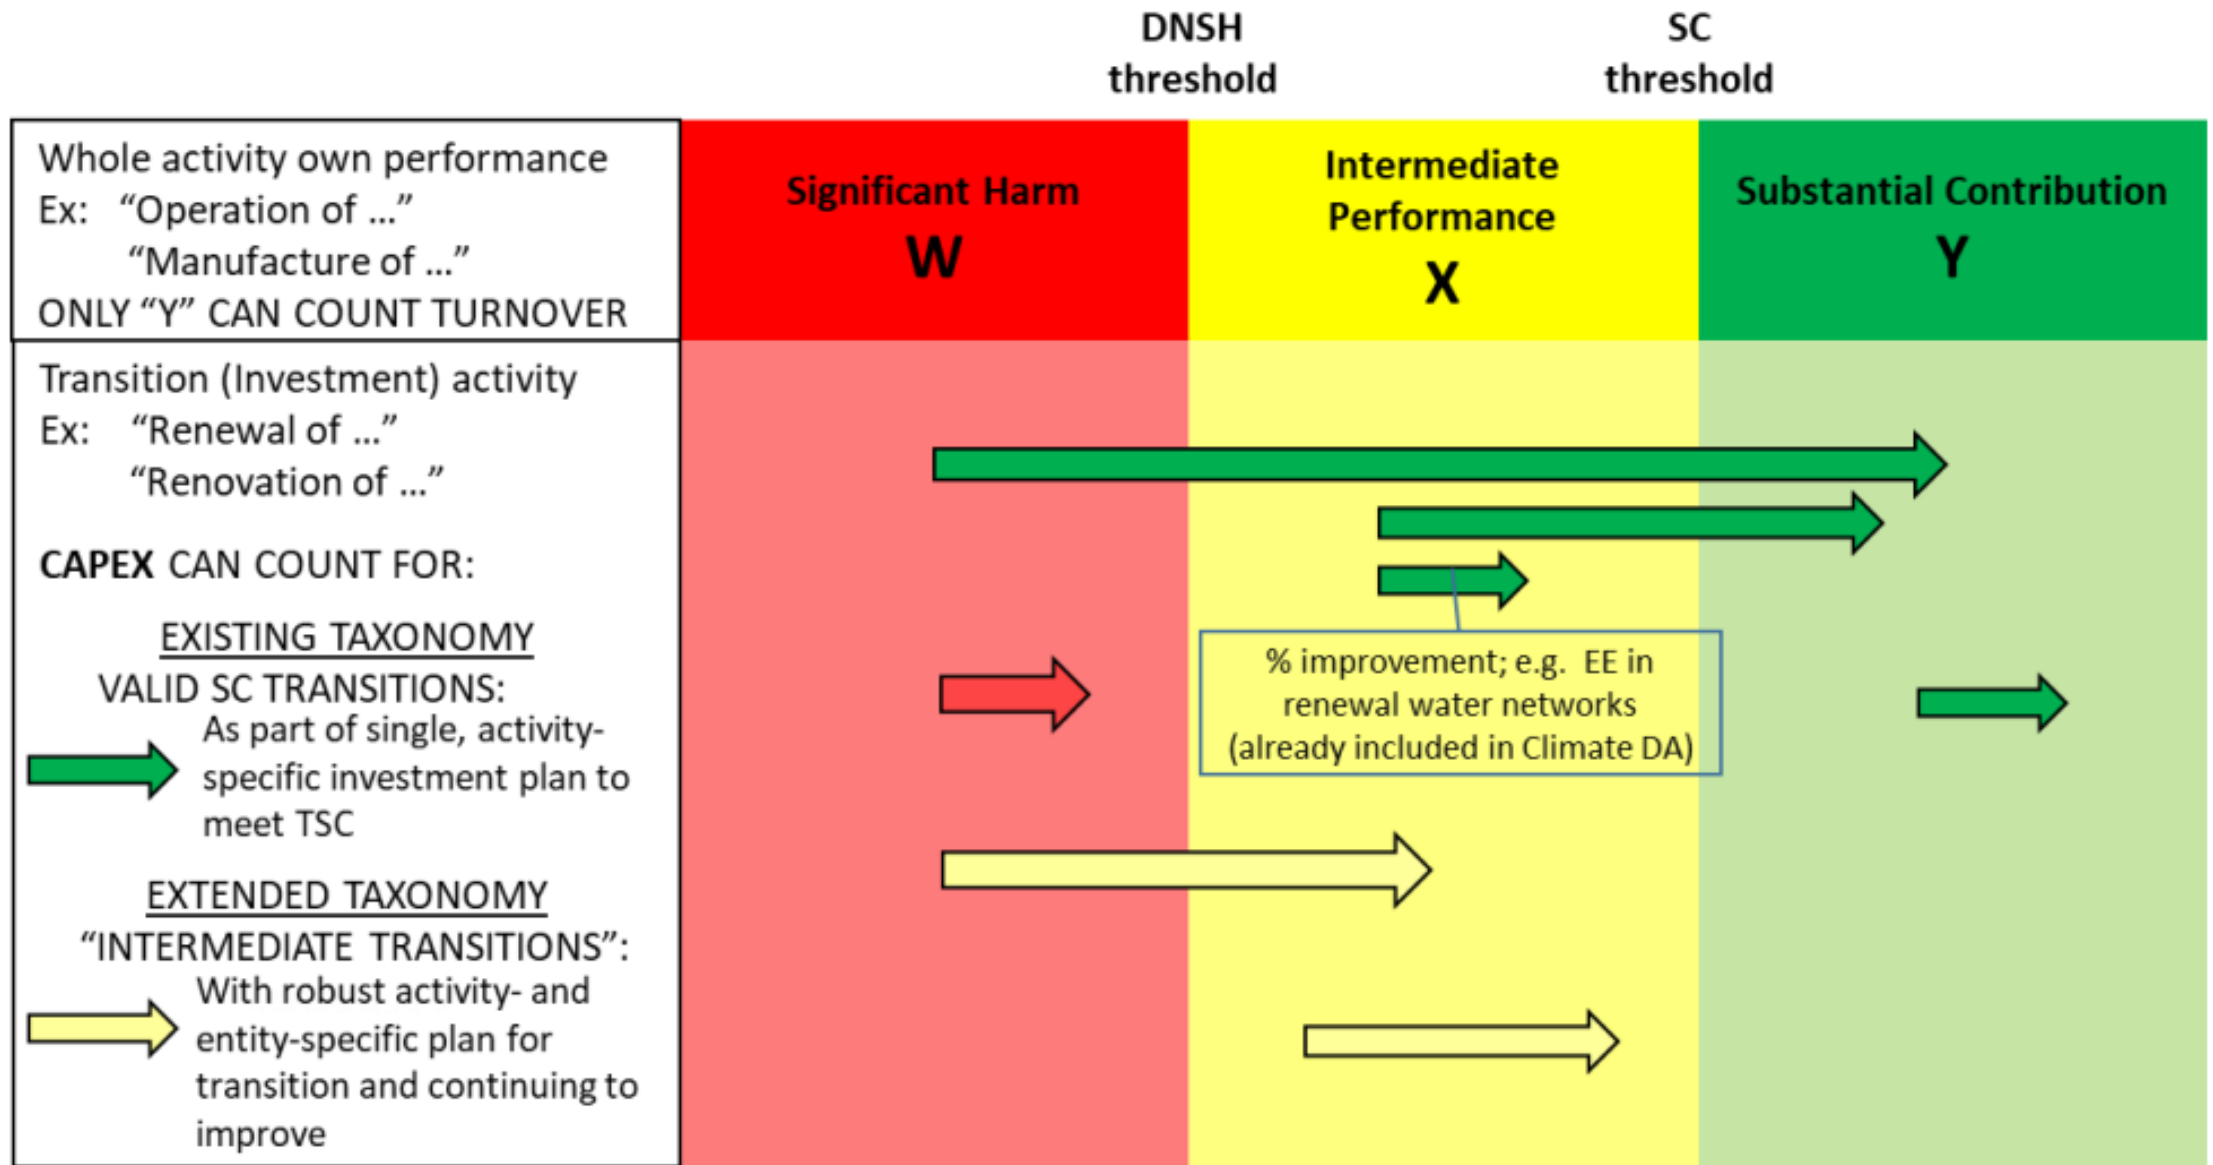 DNSH
threshold
SC
threshold
Whole activity own performance
Ex: “Operation of ...”
“Manufacture of ...”
ONLY “Y” CAN COUNT TURNOVER
Significant Harm
W
Intermediate
Performance
X
Substantial Contribution
Y
Transition (Investment) activity
Ex: “Renewal of ...”
“Renovation of ...”
CAPEX CAN COUNT FOR:
EXISTING TAXONOMY
VALID SC TRANSITIONS:
As part of single, activity-
specific investment plan to
meet TSC
EXTENDED TAXONOMY
“INTERMEDIATE TRANSITIONS”:
With robust activity- and
entity-specific plan for
transition and continuing to
improve
% improvement; e.g. EE in
renewal water networks
(already included in Climate DA)